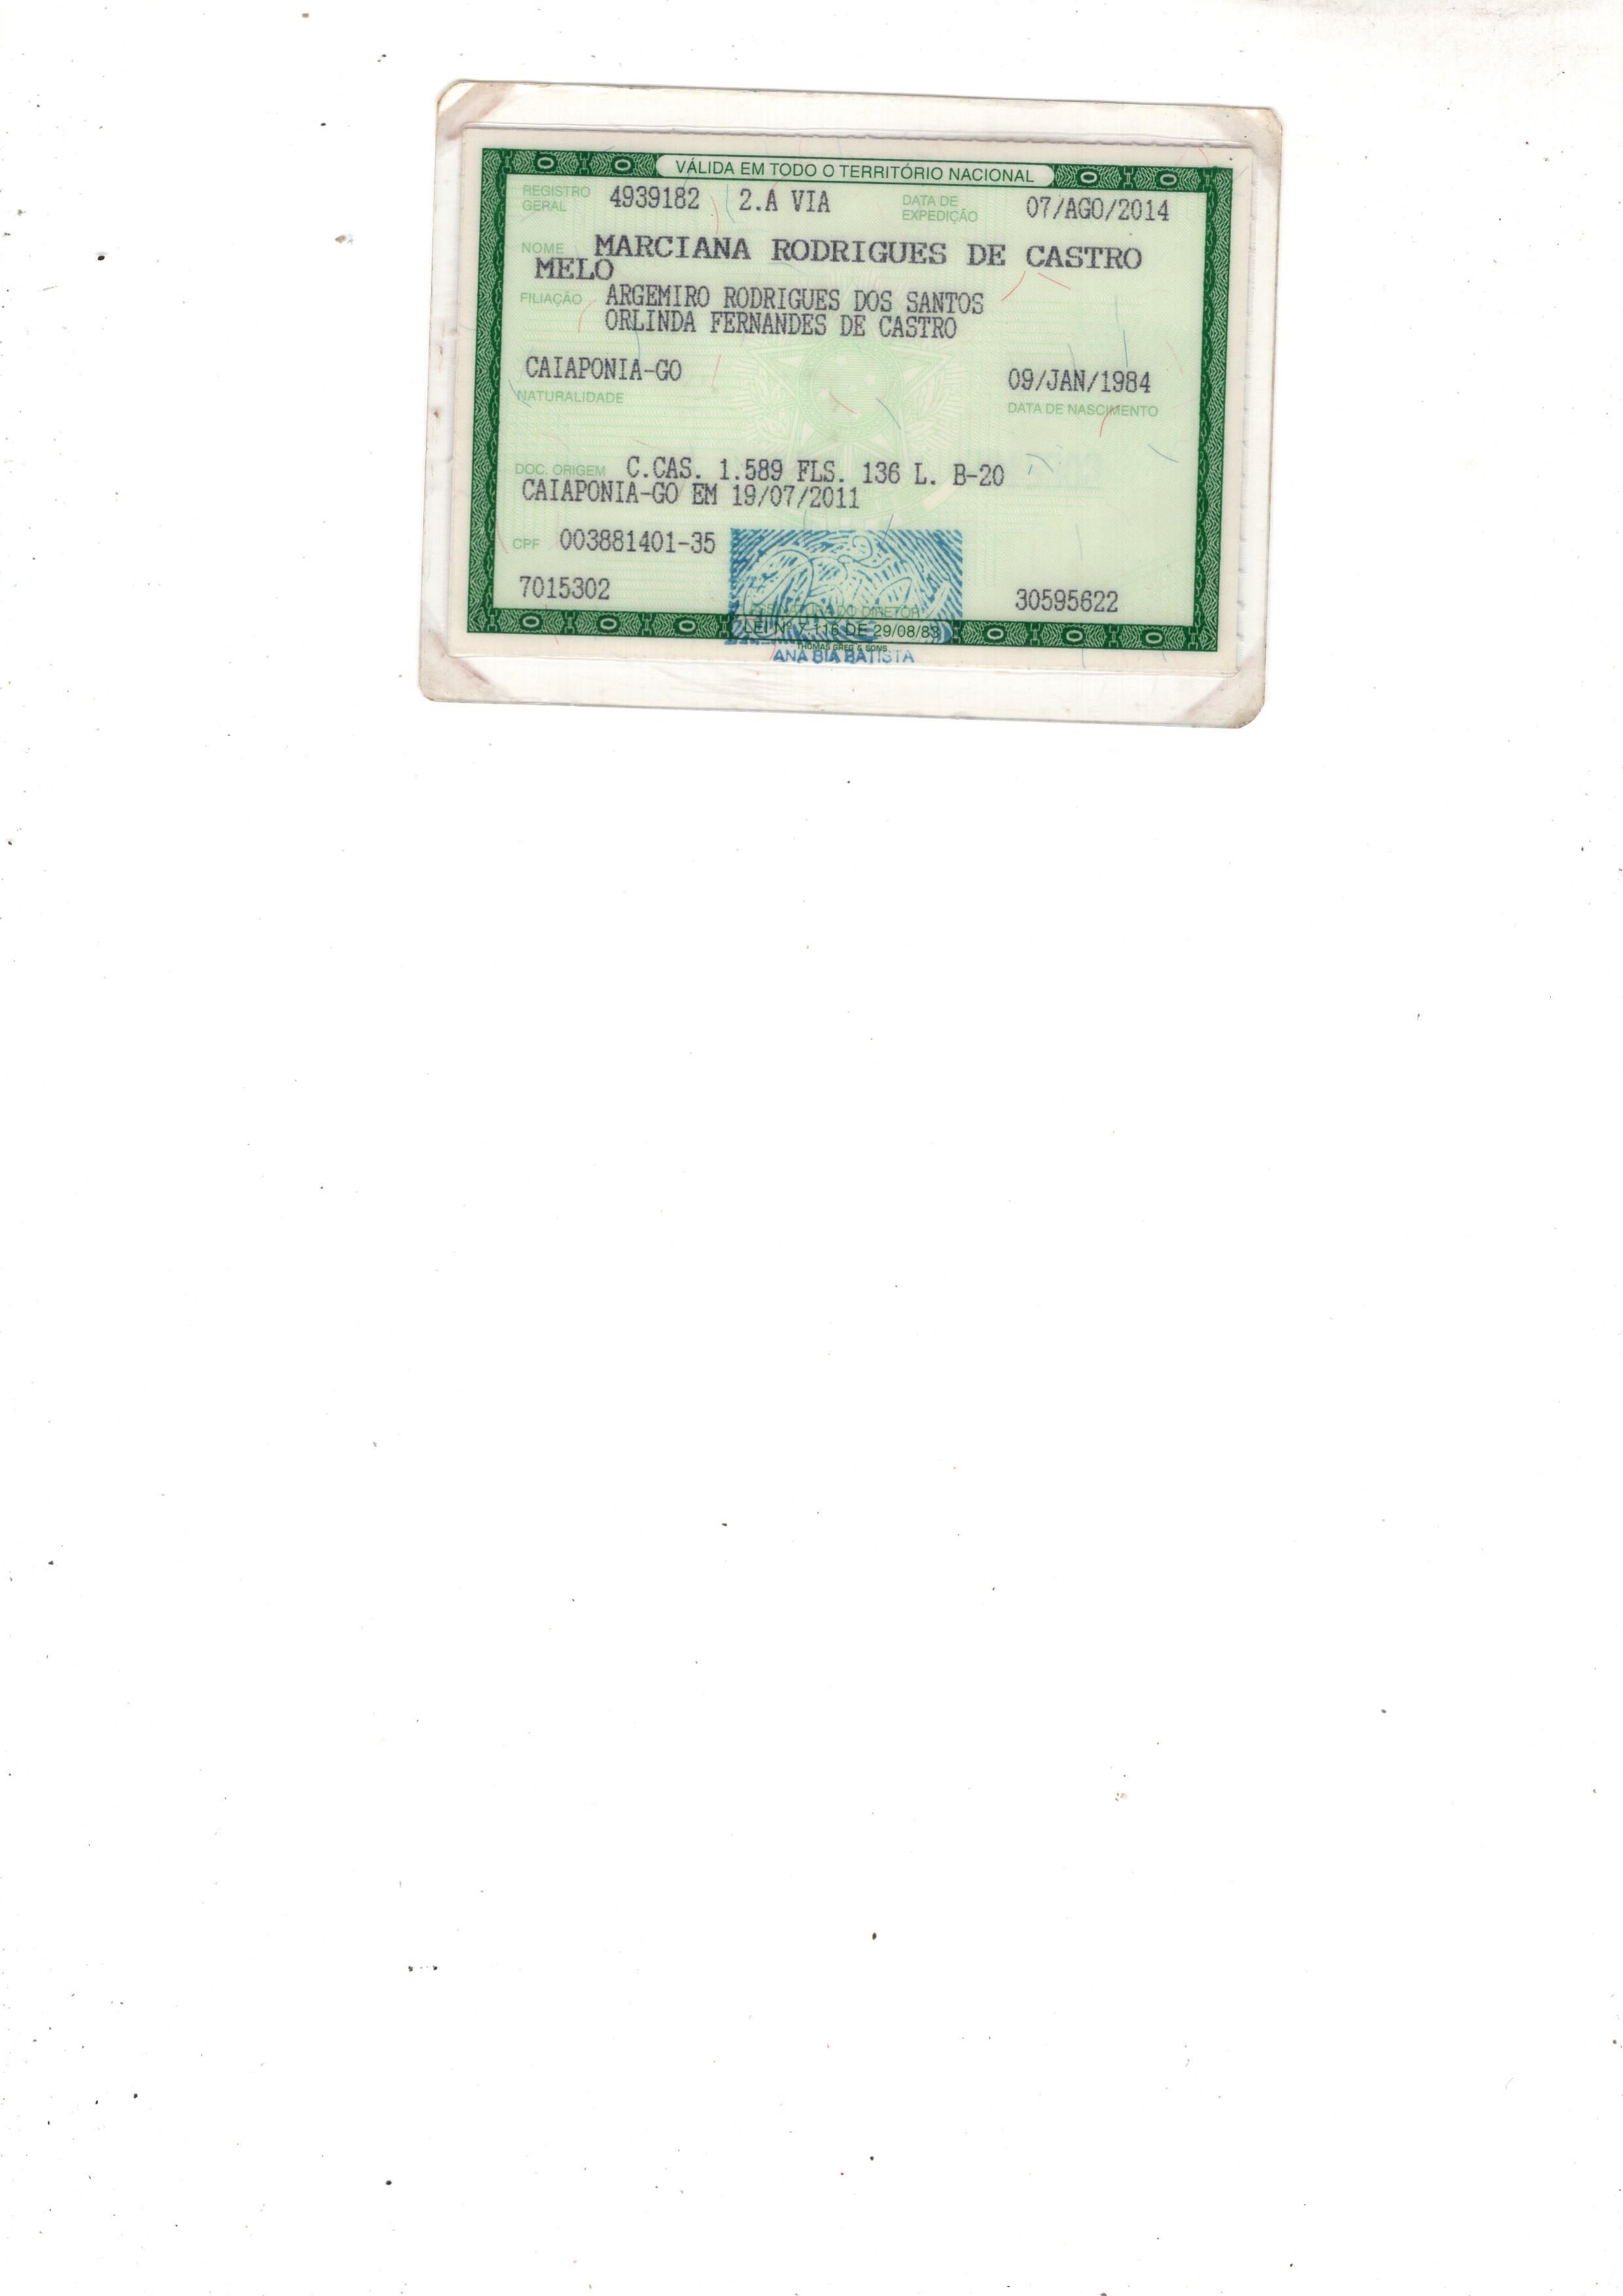 VÁLIDA EM TODO O TERRITÓRIO NACIONAL
REGISTRO GERAL 4939182 2.A VIA DATA DE EXPEDIÇÃO 07/AGO/2014
NOME MARCIANA RODRIGUES DE CASTRO
MELO
FILIAÇÃO ARGEMIRO RODRIGUES DOS SANTOS
ORLINDA FERNANDES DE CASTRO
CAIAPONIA-GO 09/JAN/1984
NATURALIDADE DATA DE NASCIMENTO
DOC. ORIGEM C.CAS. 1.589 FLS. 136 L. B-20
CAIAPONIA-GO EM 19/07/2011
CPF 003881401-35
7015302 30595622
DO DIRETOR
LEI Nº 7.116 DE 29/08/83
THOMAS GREG & SONS
ANA BIA BATISTA